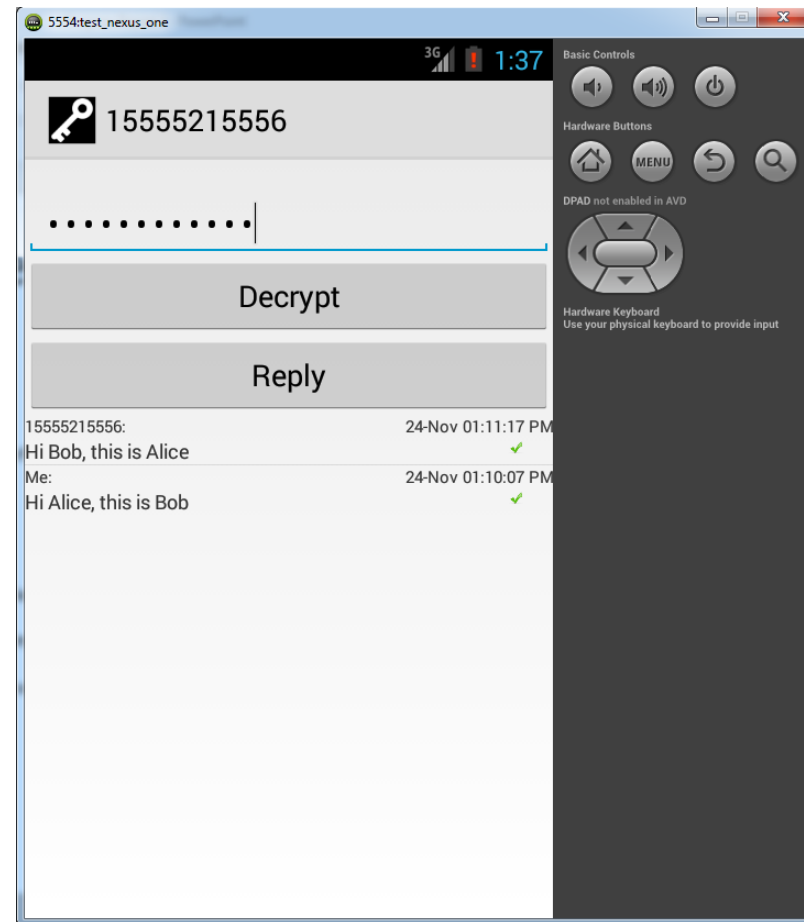 5554:test_nexus_one
3G 1:37
15555215556
••••••••••••
Decrypt
Reply
15555215556: 24-Nov 01:11:17 PM
Hi Bob, this is Alice
Me: 24-Nov 01:10:07 PM
Hi Alice, this is Bob
Basic Controls
Hardware Buttons
MENU
DPAD not enabled in AVD
Hardware Keyboard
Use your physical keyboard to provide input